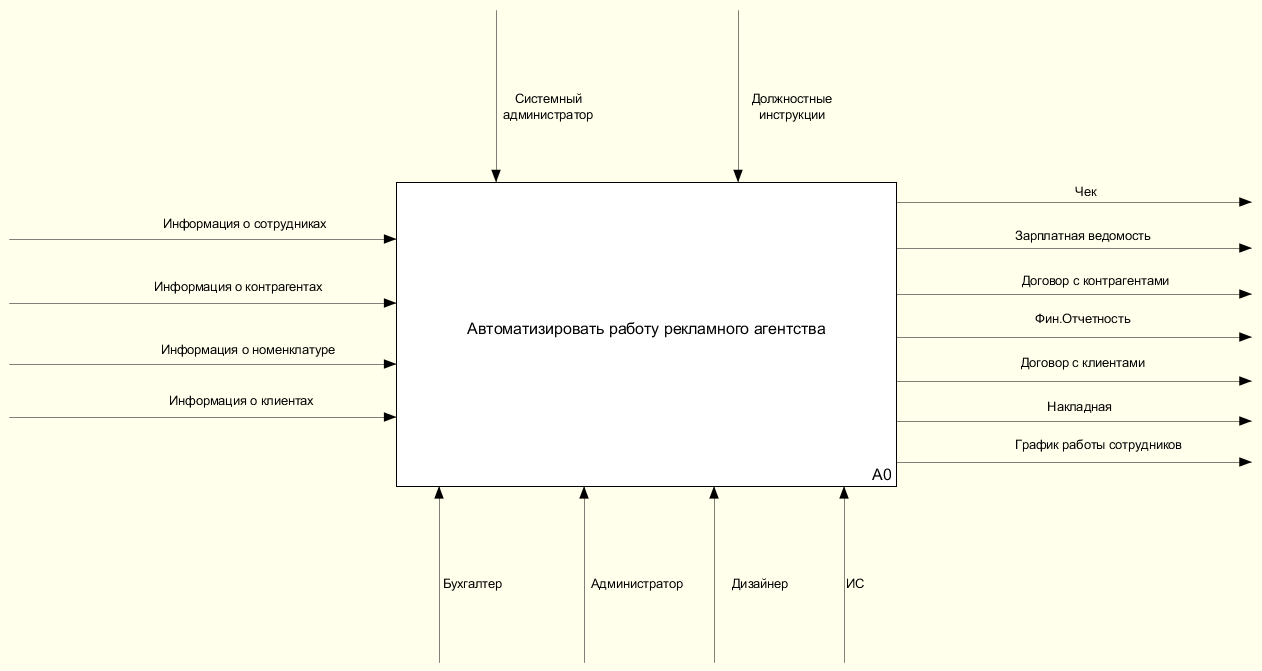 Системный
администратор
Должностные
инструкции
Информация о сотрудниках
Информация о контрагентах
Информация о номенклатуре
Информация о клиентах
Автоматизировать работу рекламного агентства
A0
Чек
Зарплатная ведомость
Договор с контрагентами
Фин.Отчетность
Договор с клиентами
Накладная
График работы сотрудников
Бухгалтер
Администратор
Дизайнер
ИС